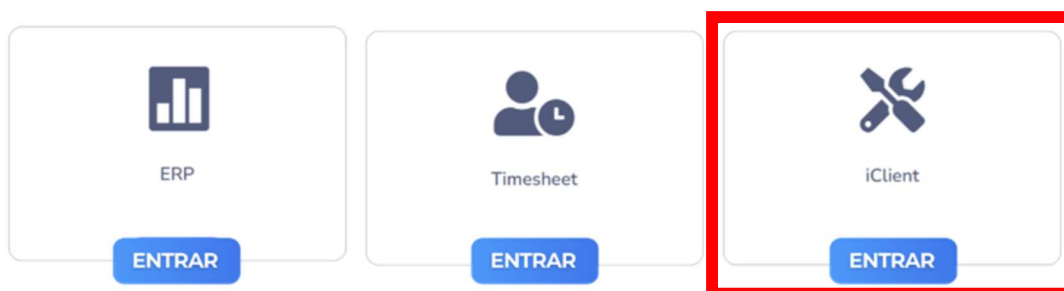 ERP
Timesheet
iClient
ENTRAR
ENTRAR
ENTRAR